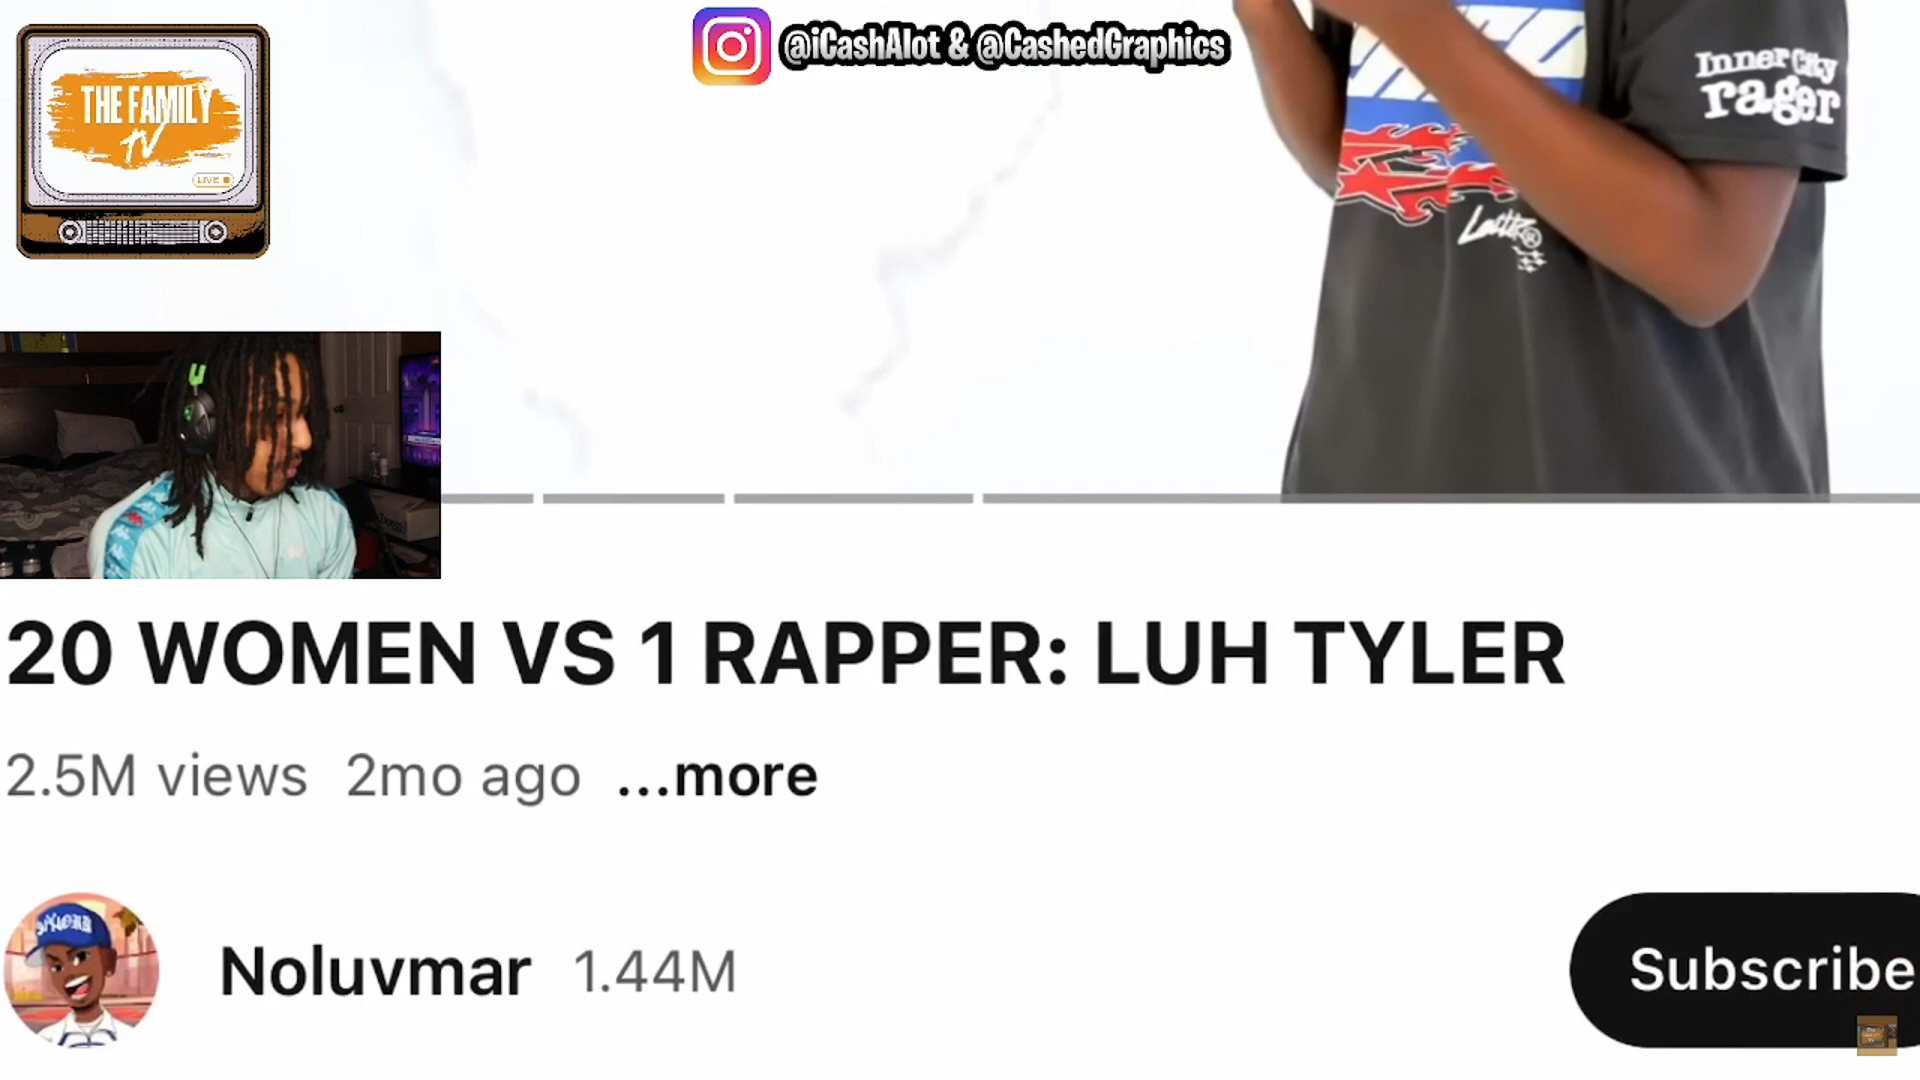 THE FAMILY
TV
LIVE
@iCashAlot & @CashedGraphics
Inner City
rager
20 WOMEN VS 1 RAPPER: LUH TYLER
2.5M views 2mo ago ...more
Noluvmar 1.44M
Subscribe